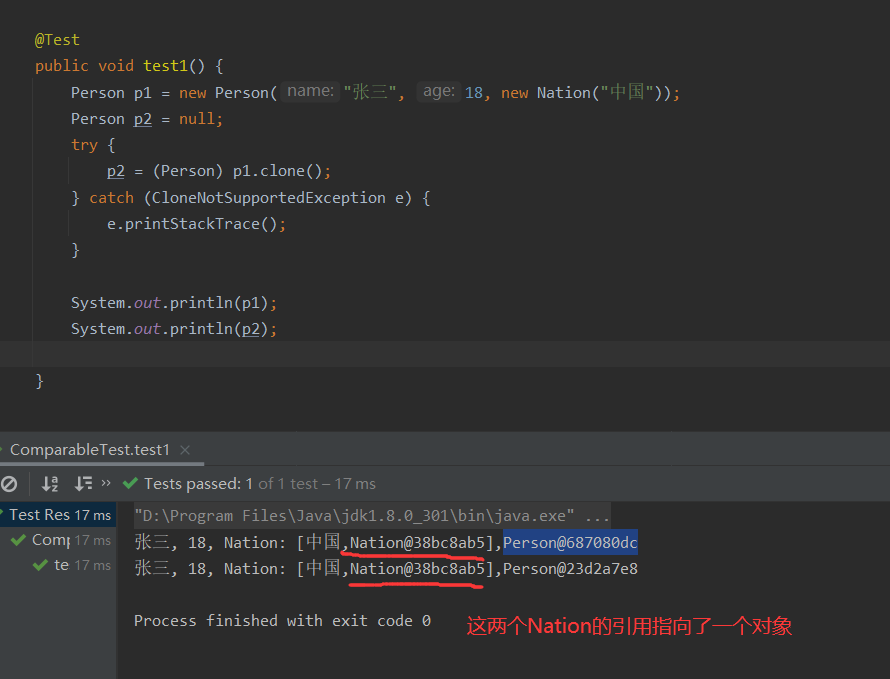 @Test
public void test1() {
Person p1 = new Person( name: "张三", age: 18, new Nation("中国"));
Person p2 = null;
try {
p2 = (Person) p1.clone();
} catch (CloneNotSupportedException e) {
e.printStackTrace();
}
System.out.println(p1);
System.out.println(p2);
}
ComparableTest.test1 ×
» Tests passed: 1 of 1 test – 17 ms
Test Res 17 ms
"D:\Program Files\Java\jdk1.8.0_301\bin\java.exe" ...
Comp 17 ms
张三, 18, Nation: [中国,Nation@38bc8ab5],Person@687080dc
te 17 ms
张三, 18, Nation: [中国,Nation@38bc8ab5],Person@23d2a7e8
Process finished with exit code 0
这两个Nation的引用指向了一个对象